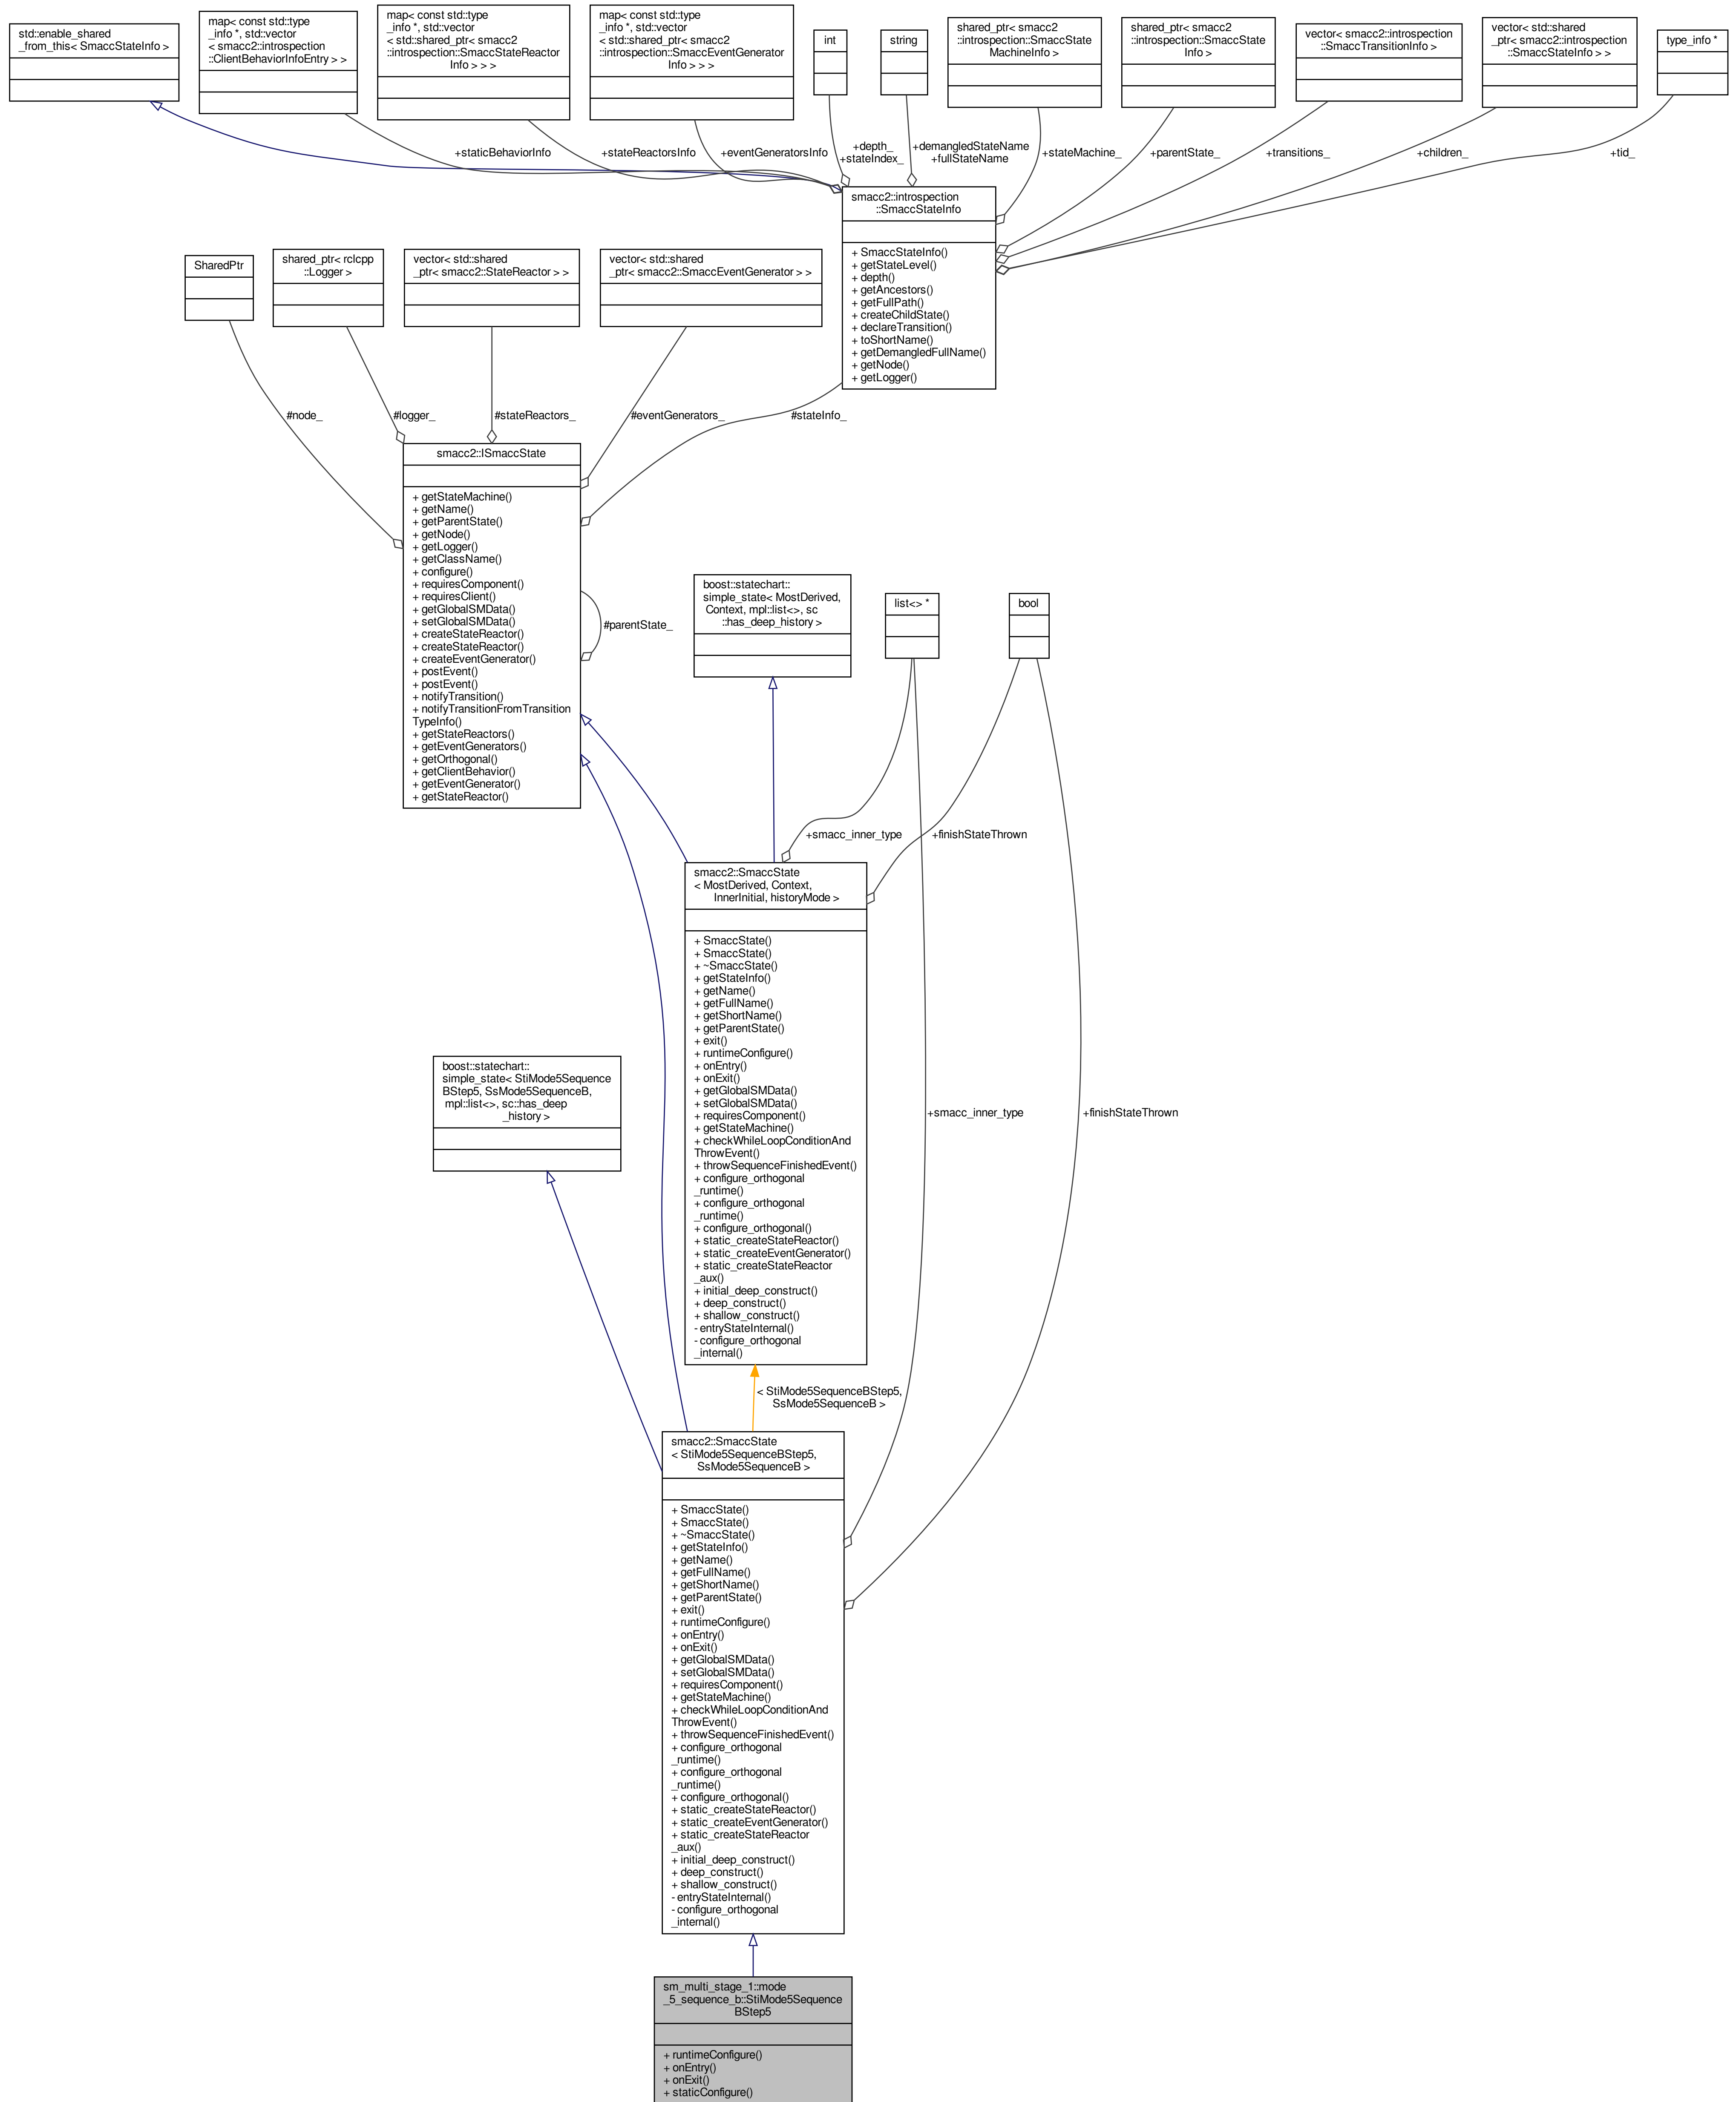 std::enable_shared
_from_this< SmaccStateInfo >
map< const std::type
_info *, std::vector
< smacc2::introspection
::ClientBehaviorInfoEntry > >
map< const std::type
_info *, std::vector
< std::shared_ptr< smacc2
::introspection::SmaccStateReactor
Info > > >
map< const std::type
_info *, std::vector
< std::shared_ptr< smacc2
::introspection::SmaccEventGenerator
Info > > >
int
string
shared_ptr< smacc2
::introspection::SmaccState
MachineInfo >
shared_ptr< smacc2
::introspection::SmaccState
Info >
vector< smacc2::introspection
::SmaccTransitionInfo >
vector< std::shared
_ptr< smacc2::introspection
::SmaccStateInfo > >
type_info *
+staticBehaviorInfo
+stateReactorsInfo
+eventGeneratorsInfo
+depth_
+stateIndex_
+demangledStateName
+fullStateName
+stateMachine_
+parentState_
+transitions_
+children_
+tid_
smacc2::introspection
::SmaccStateInfo
+ SmaccStateInfo()
+ getStateLevel()
+ depth()
+ getAncestors()
+ getFullPath()
+ createChildState()
+ declareTransition()
+ toShortName()
+ getDemangledFullName()
+ getNode()
+ getLogger()
SharedPtr
shared_ptr< rclcpp
::Logger >
vector< std::shared
_ptr< smacc2::StateReactor > >
vector< std::shared
_ptr< smacc2::SmaccEventGenerator > >
#node_
#logger_
#stateReactors_
#eventGenerators_
#stateInfo_
smacc2::ISmaccState
+ getStateMachine()
+ getName()
+ getParentState()
+ getNode()
+ getLogger()
+ getClassName()
+ configure()
+ requiresComponent()
+ requiresClient()
+ getGlobalSMData()
+ setGlobalSMData()
+ createStateReactor()
+ createStateReactor()
+ createEventGenerator()
+ postEvent()
+ postEvent()
+ notifyTransition()
+ notifyTransitionFromTransition
TypeInfo()
+ getStateReactors()
+ getEventGenerators()
+ getOrthogonal()
+ getClientBehavior()
+ getEventGenerator()
+ getStateReactor()
#parentState_
boost::statechart::
simple_state< MostDerived,
Context, mpl::list<>, sc
::has_deep_history >
list<> *
bool
+smacc_inner_type
+finishStateThrown
smacc2::SmaccState
< MostDerived, Context,
InnerInitial, historyMode >
+ SmaccState()
+ SmaccState()
+ ~SmaccState()
+ getStateInfo()
+ getName()
+ getFullName()
+ getShortName()
+ getParentState()
+ exit()
+ runtimeConfigure()
+ onEntry()
+ onExit()
+ getGlobalSMData()
+ setGlobalSMData()
+ requiresComponent()
+ getStateMachine()
+ checkWhileLoopConditionAnd
ThrowEvent()
+ throwSequenceFinishedEvent()
+ configure_orthogonal
_runtime()
+ configure_orthogonal
_runtime()
+ configure_orthogonal()
+ static_createStateReactor()
+ static_createEventGenerator()
+ static_createStateReactor
_aux()
+ initial_deep_construct()
+ deep_construct()
+ shallow_construct()
- entryStateInternal()
- configure_orthogonal
_internal()
boost::statechart::
simple_state< StiMode5Sequence
BStep5, SsMode5SequenceB,
mpl::list<>, sc::has_deep
_history >
+smacc_inner_type
+finishStateThrown
< StiMode5SequenceBStep5,
SsMode5SequenceB >
smacc2::SmaccState
< StiMode5SequenceBStep5,
SsMode5SequenceB >
+ SmaccState()
+ SmaccState()
+ ~SmaccState()
+ getStateInfo()
+ getName()
+ getFullName()
+ getShortName()
+ getParentState()
+ exit()
+ runtimeConfigure()
+ onEntry()
+ onExit()
+ getGlobalSMData()
+ setGlobalSMData()
+ requiresComponent()
+ getStateMachine()
+ checkWhileLoopConditionAnd
ThrowEvent()
+ throwSequenceFinishedEvent()
+ configure_orthogonal
_runtime()
+ configure_orthogonal
_runtime()
+ configure_orthogonal()
+ static_createStateReactor()
+ static_createEventGenerator()
+ static_createStateReactor
_aux()
+ initial_deep_construct()
+ deep_construct()
+ shallow_construct()
- entryStateInternal()
- configure_orthogonal
_internal()
sm_multi_stage_1::mode
_5_sequence_b::StiMode5Sequence
BStep5
+ runtimeConfigure()
+ onEntry()
+ onExit()
+ staticConfigure()